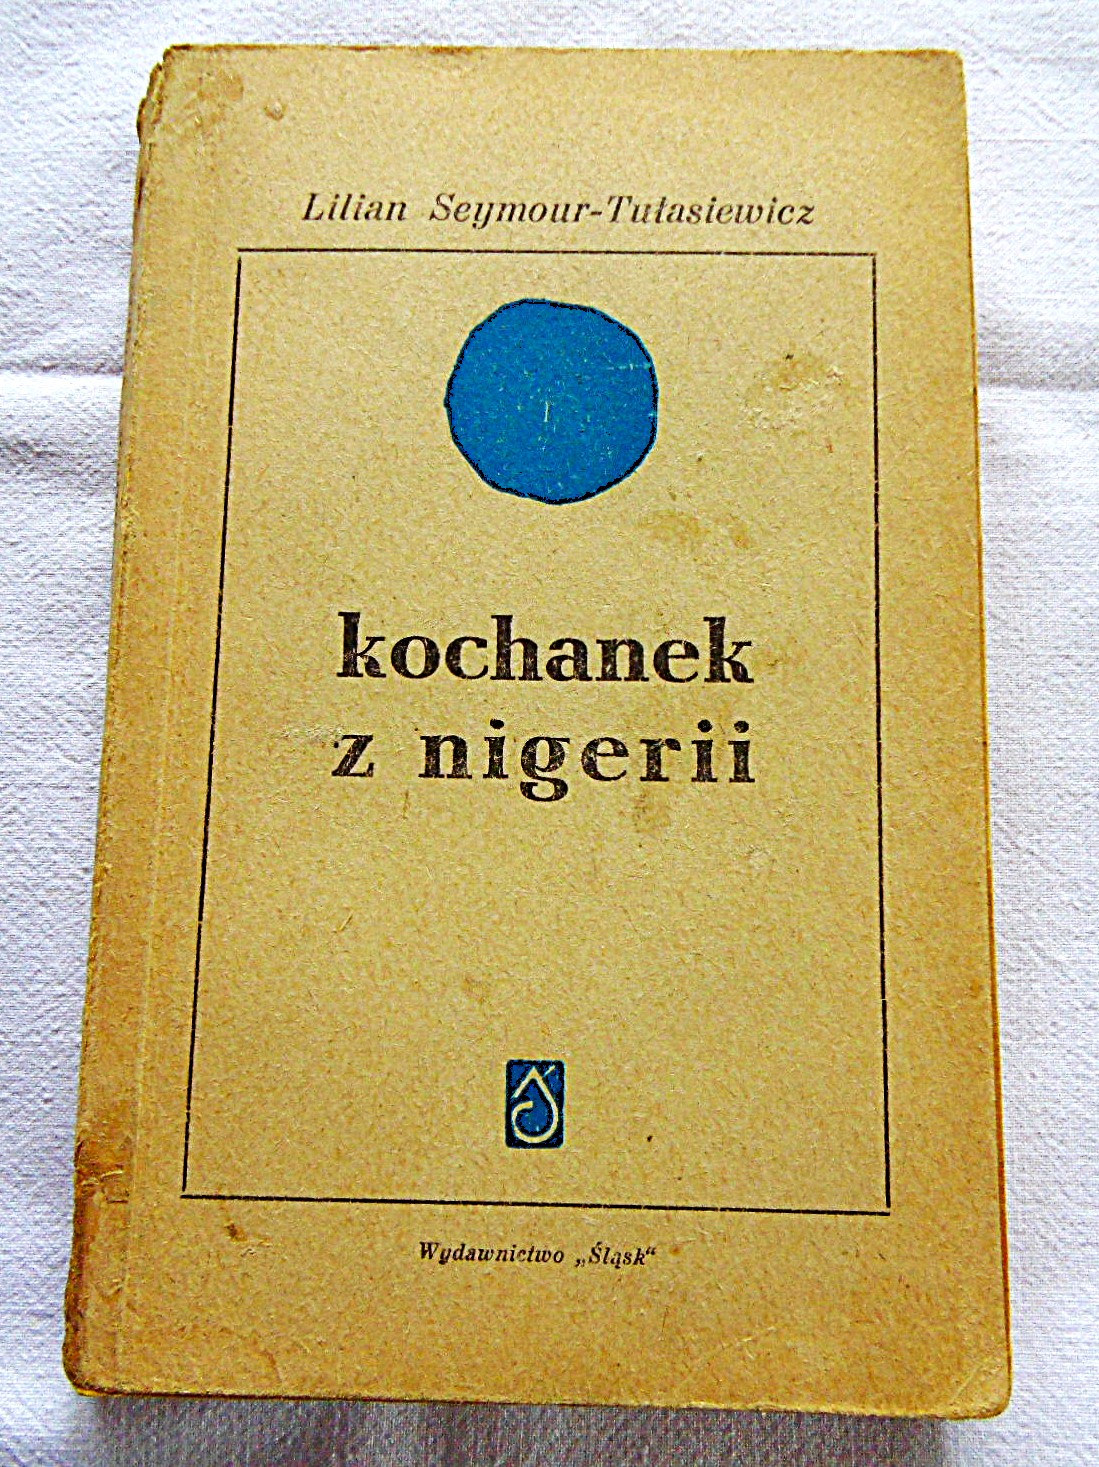 Lilian Seymour-Tułasiewicz
kochanek
z nigerii
Wydawnictwo „Śląsk“